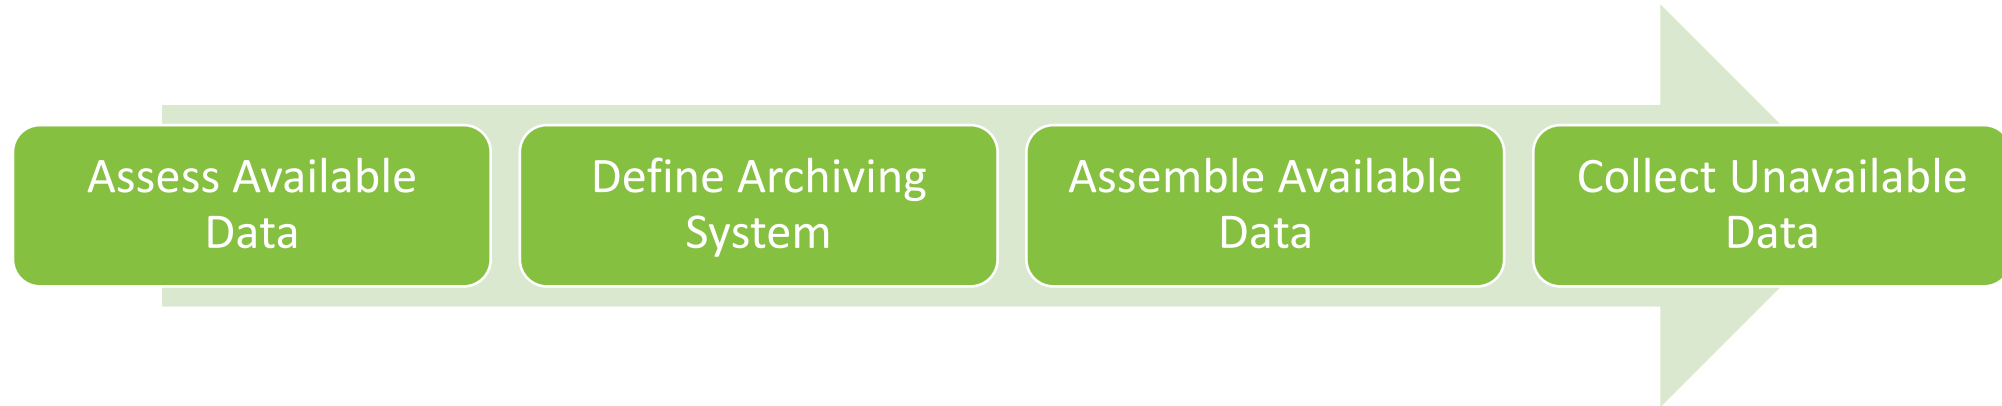 Assess Available
Data
Define Archiving
System
Assemble Available
Data
Collect Unavailable
Data